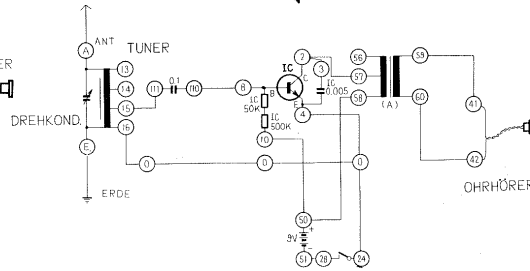 ER
ANT
A
TUNER
13
14
15
16
DREHKOND.
E
ERDE
111
0.1
110
8
B
IC
C
E
IC
50K
IC
500K
10
2
3
IC
0.005
4
0
0
0
50
+
9V
-
51
28
24
56
57
58
(A)
59
60
41
42
OHRHÖRER